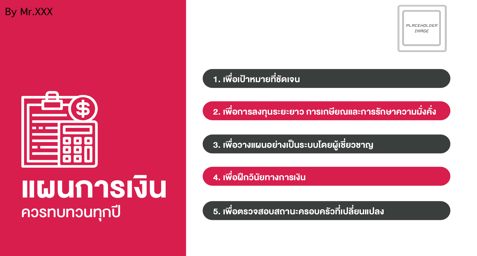 By Mr.XXX
PLACEHOLDER
IMAGE
แผนการเงิน
ควรทบทวนทุกปี
1. เพื่อเป้าหมายที่ชัดเจน
2. เพื่อการลงทุนระยะยาว การเกษียณและการรักษาความมั่งคั่ง
3. เพื่อวางแผนอย่างเป็นระบบโดยผู้เชี่ยวชาญ
4. เพื่อฝึกวินัยทางการเงิน
5. เพื่อตรวจสอบสถานะครอบครัวที่เปลี่ยนแปลง